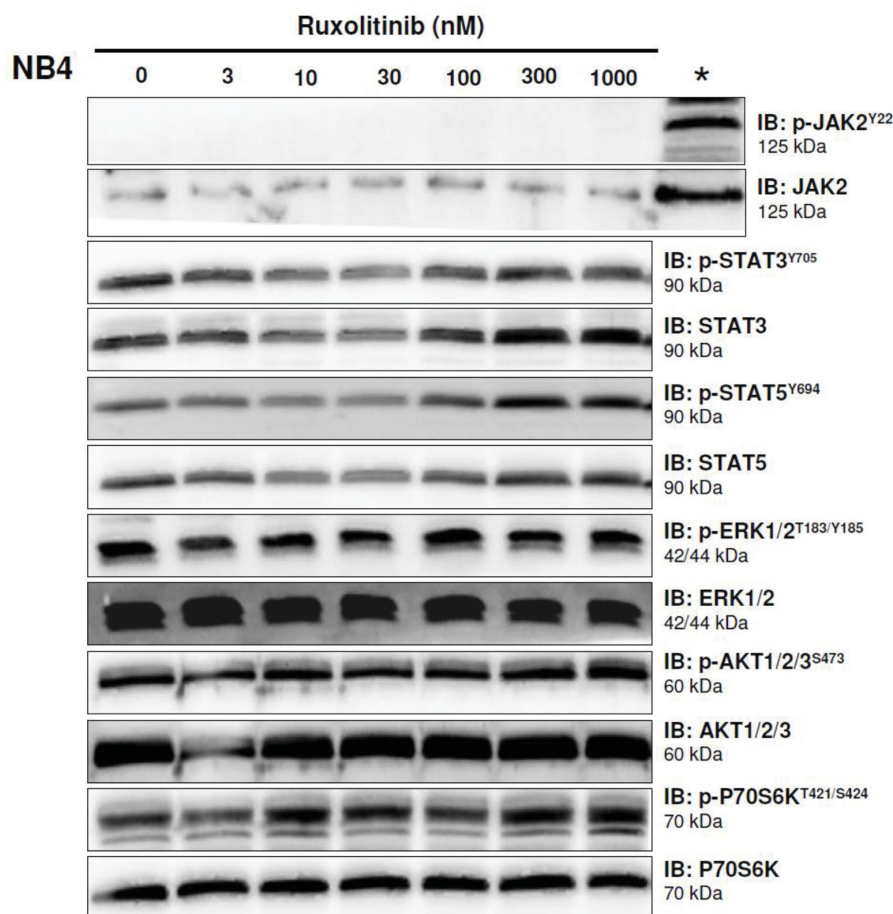 Ruxolitinib (nM)
NB4 0 3 10 30 100 300 1000 *
IB: p-JAK2Y22
125 kDa
IB: JAK2
125 kDa
IB: p-STAT3Y705
90 kDa
IB: STAT3
90 kDa
IB: p-STAT5Y694
90 kDa
IB: STAT5
90 kDa
IB: p-ERK1/2T183/Y185
42/44 kDa
IB: ERK1/2
42/44 kDa
IB: p-AKT1/2/3S473
60 kDa
IB: AKT1/2/3
60 kDa
IB: p-P70S6KT421/S424
70 kDa
IB: P70S6K
70 kDa